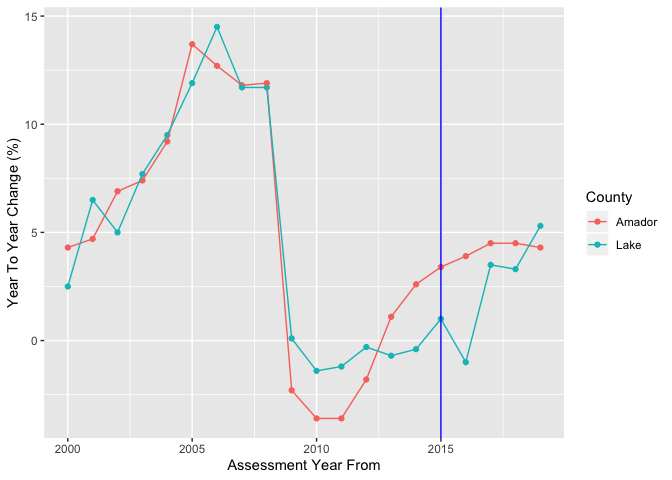 15
10
5
0
Year To Year Change (%)
2000
2005
2010
2015
Assessment Year From
County
Amador
Lake